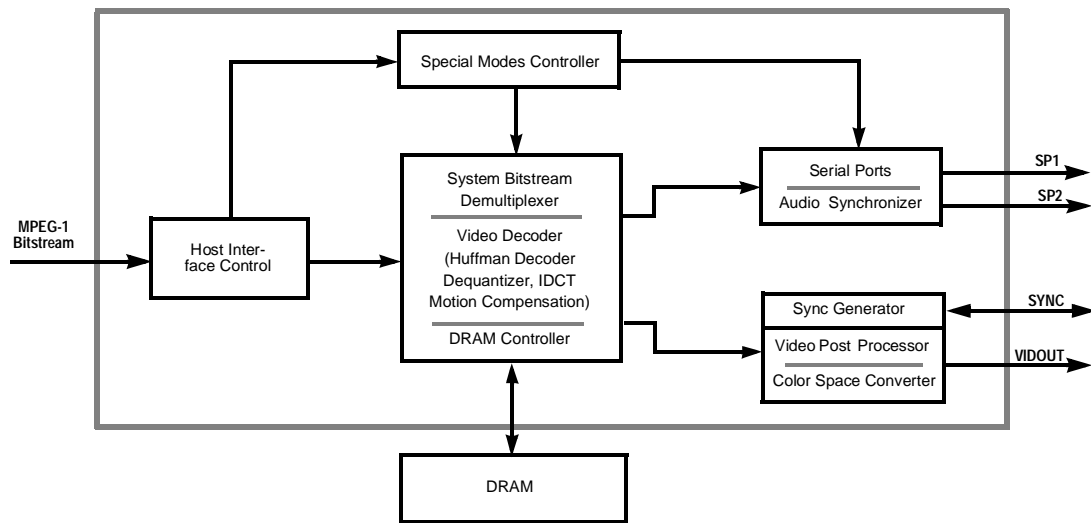 Special Modes Controller
System Bitstream
Demultiplexer
Video Decoder
(Huffman Decoder
Dequantizer, IDCT
Motion Compensation)
DRAM Controller
Serial Ports
Audio Synchronizer
SP1
SP2
MPEG-1
Bitstream
Host Inter-
face Control
Sync Generator
Video Post Processor
Color Space Converter
SYNC
VIDOUT
DRAM